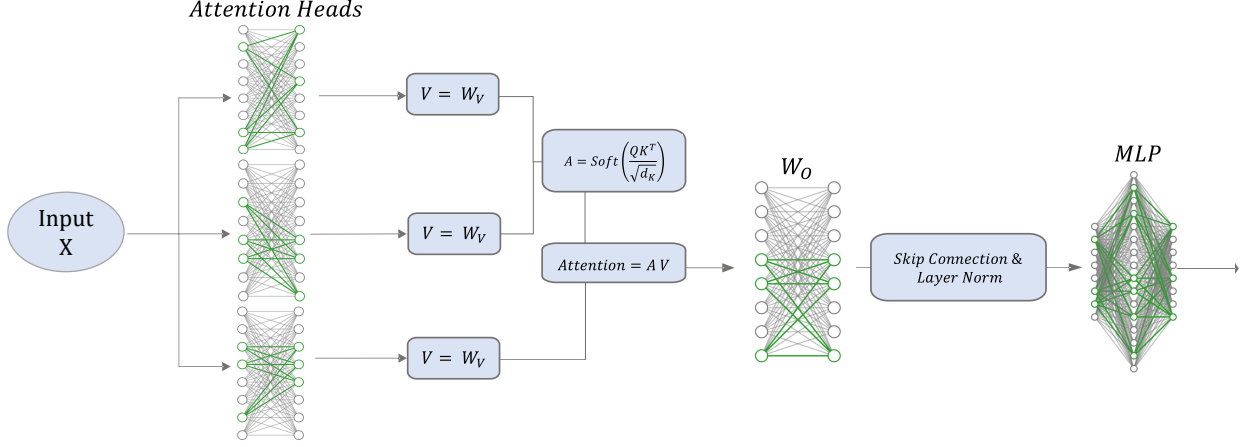 Attention Heads
Input
X
V = W_V
V = W_V
V = W_V
A = Soft(QK^T / √d_K)
Attention = A V
W_O
Skip Connection &
Layer Norm
MLP